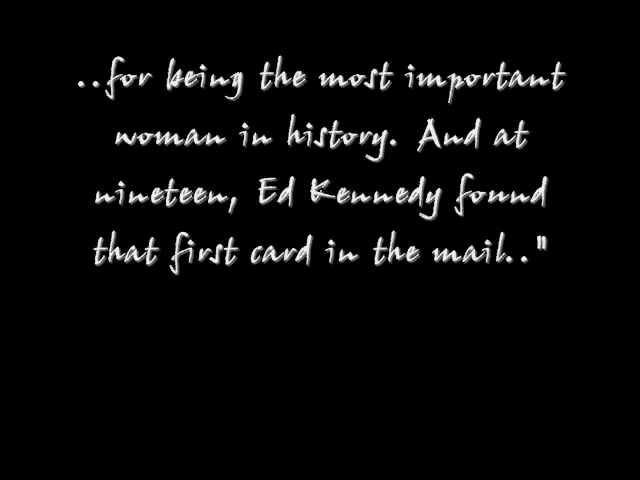 ..for being the most important
woman in history. And at
nineteen, Ed Kennedy found
that first card in the mail.."